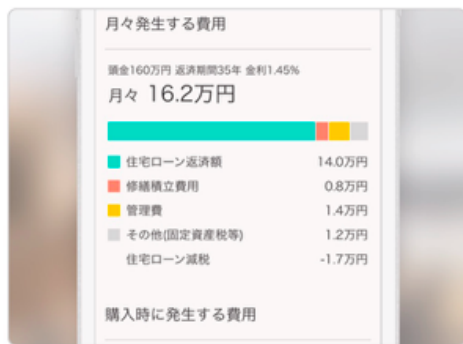 月々発生する費用
頭金160万円 返済期間35年 金利1.45%
月々 16.2万円
住宅ローン返済額 14.0万円
修繕積立費用 0.8万円
管理費 1.4万円
その他(固定資産税等) 1.2万円
住宅ローン減税 -1.7万円
購入時に発生する費用